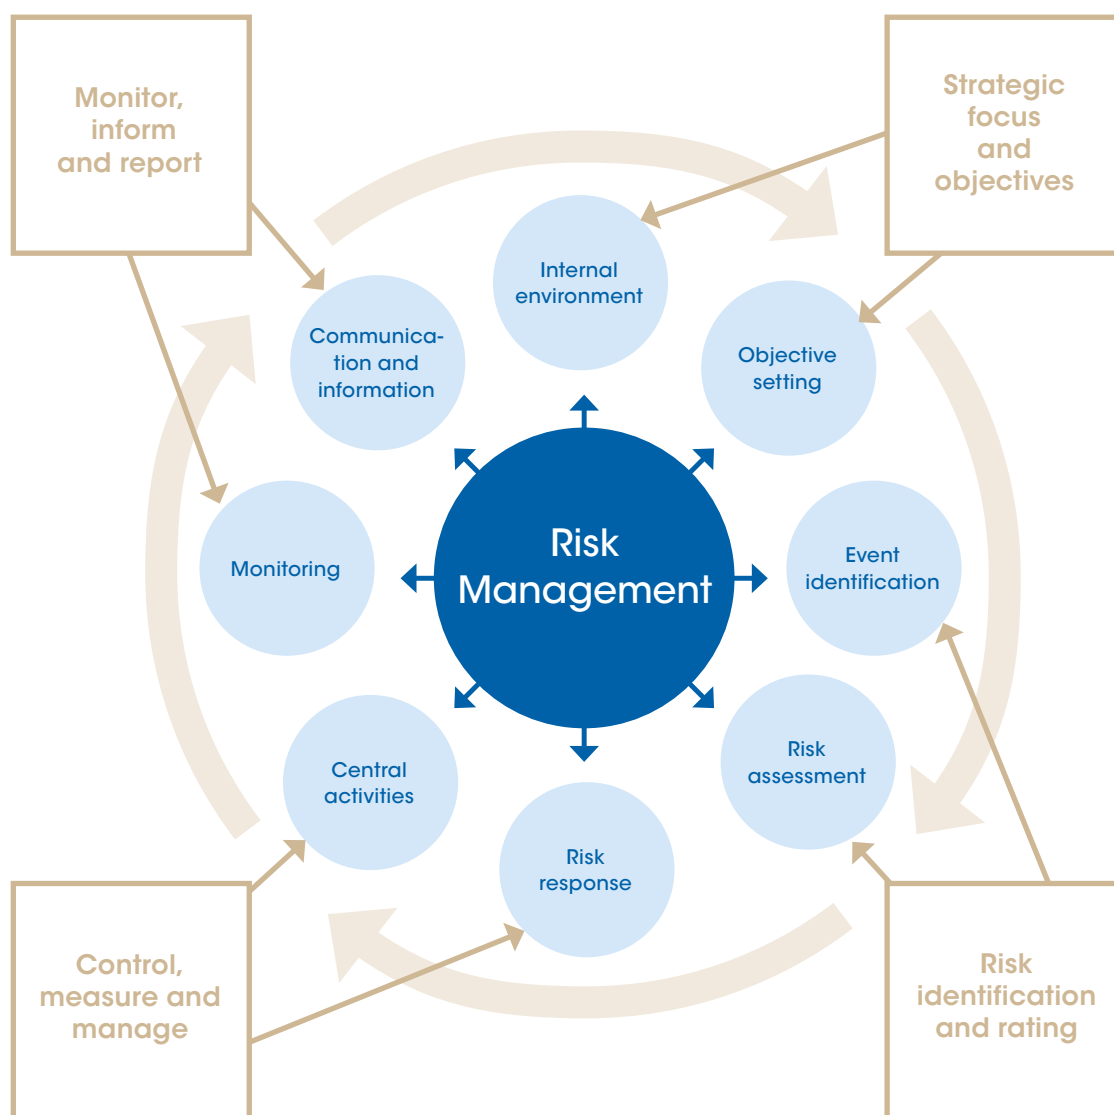 Monitor,
inform
and report
Strategic
focus
and
objectives
Internal
environment
Communica-
tion and
information
Objective
setting
Risk
Management
Monitoring
Event
identification
Central
activities
Risk
assessment
Risk
response
Control,
measure and
manage
Risk
identification
and rating